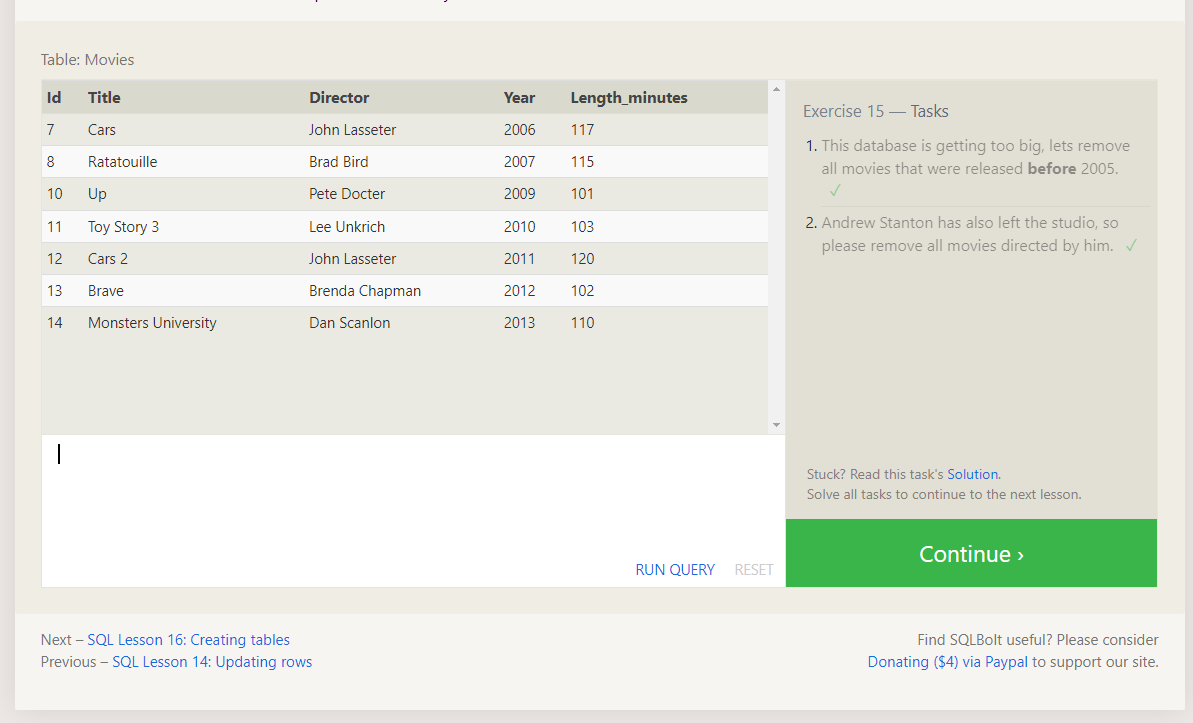 Table: Movies
Id Title Director Year Length_minutes
7 Cars John Lasseter 2006 117
8 Ratatouille Brad Bird 2007 115
10 Up Pete Docter 2009 101
11 Toy Story 3 Lee Unkrich 2010 103
12 Cars 2 John Lasseter 2011 120
13 Brave Brenda Chapman 2012 102
14 Monsters University Dan Scanlon 2013 110
RUN QUERY RESET
Exercise 15 — Tasks
1. This database is getting too big, lets remove
all movies that were released before 2005.
✓
2. Andrew Stanton has also left the studio, so
please remove all movies directed by him. ✓
Stuck? Read this task's Solution.
Solve all tasks to continue to the next lesson.
Continue ›
Next – SQL Lesson 16: Creating tables
Previous – SQL Lesson 14: Updating rows
Find SQLBolt useful? Please consider
Donating ($4) via Paypal to support our site.